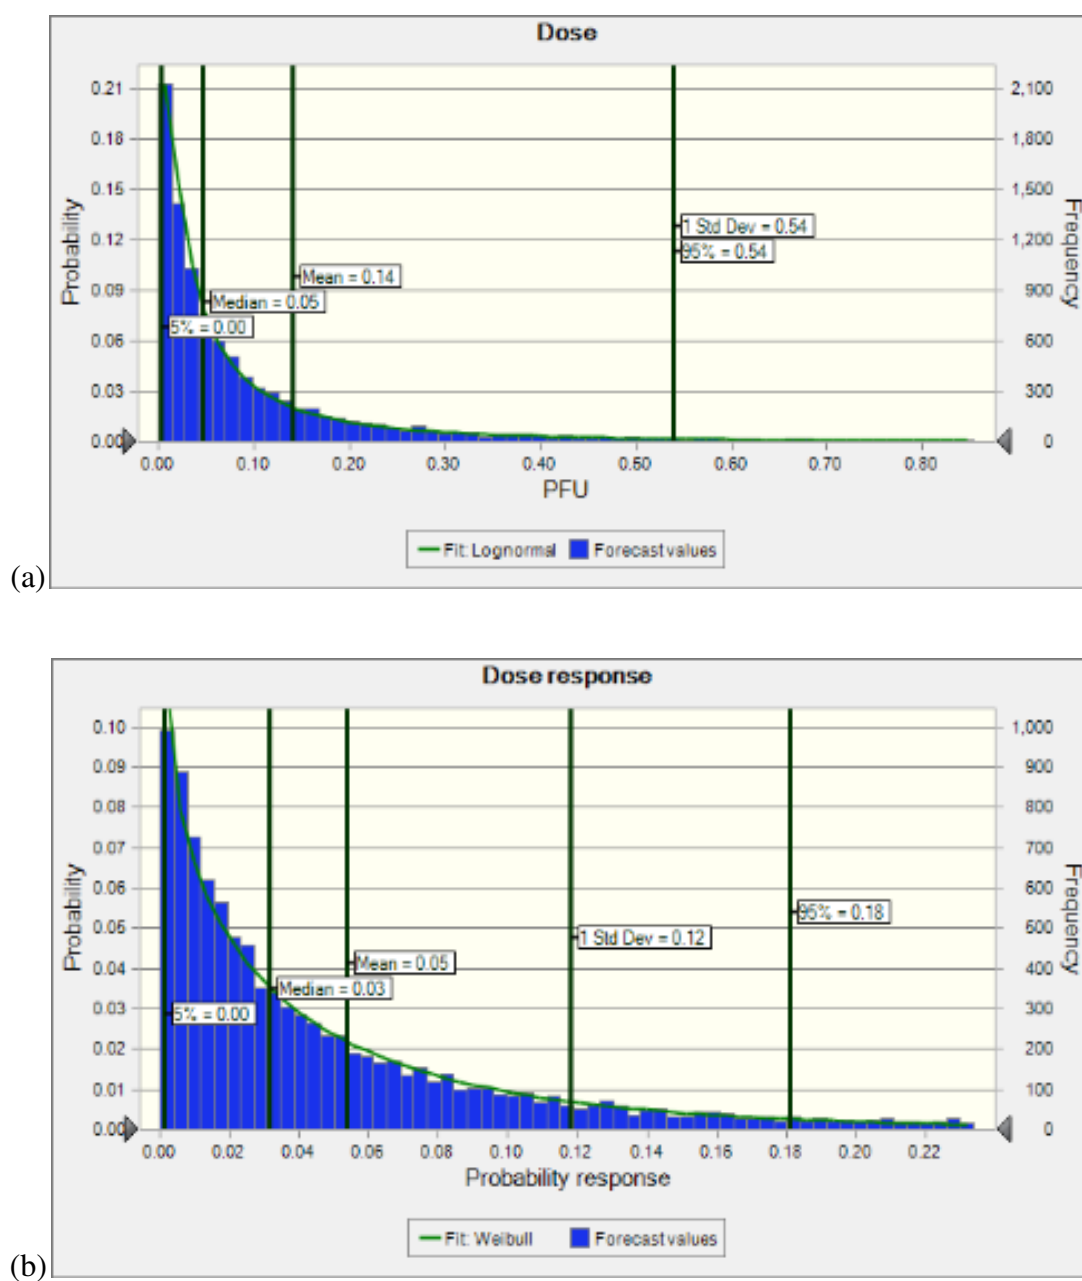 Dose
0.21
0.18
0.15
0.12
0.09
0.06
0.03
0.00
Probability
2,100
1,800
1,500
1,200
900
600
300
0
Frequency
1 Std Dev = 0.54
95% = 0.54
Mean = 0.14
Median = 0.05
5% = 0.00
0.00 0.10 0.20 0.30 0.40 0.50 0.60 0.70 0.80
PFU
Fit: Lognormal Forecast values
(a)
Dose response
0.10
0.09
0.08
0.07
0.06
0.05
0.04
0.03
0.02
0.01
0.00
Probability
1,000
900
800
700
600
500
400
300
200
100
0
Frequency
95% = 0.18
1 Std Dev = 0.12
Mean = 0.05
Median = 0.03
5% = 0.00
0.00 0.02 0.04 0.06 0.08 0.10 0.12 0.14 0.16 0.18 0.20 0.22
Probability response
Fit: Weibull Forecast values
(b)